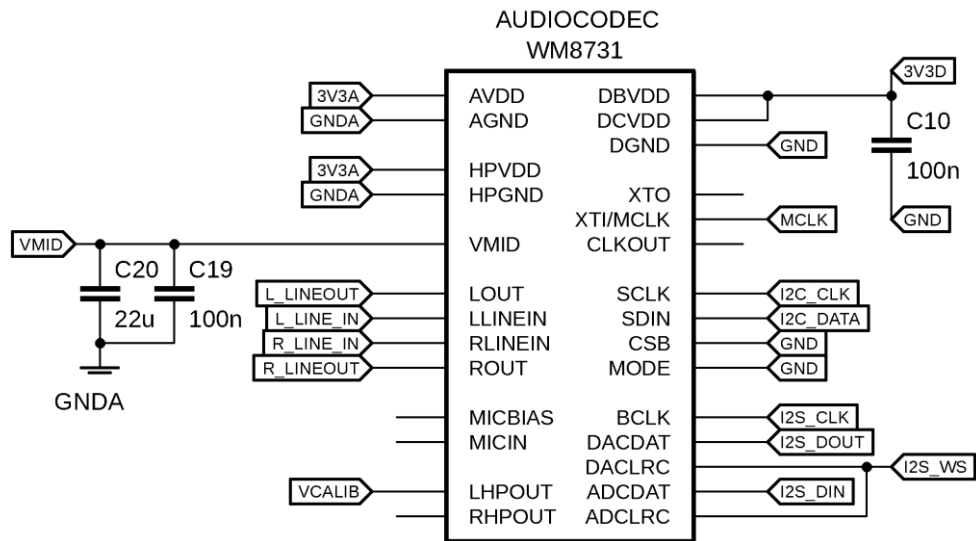 AUDIOCODEC
WM8731
3V3A AVDD DBVDD 3V3D
GNDA AGND DCVDD C10
DGND GND 100n
3V3A HPVDD
GNDA HPGND XTO
XTI/MCLK MCLK GND
VMID VMID CLKOUT
C20 C19
22u 100n
GNDA
L_LINEOUT LOUT SCLK I2C_CLK
L_LINE_IN LLINEIN SDIN I2C_DATA
R_LINE_IN RLINEIN CSB GND
R_LINEOUT ROUT MODE GND
MICBIAS BCLK I2S_CLK
MICIN DACDAT I2S_DOUT
DACLRC I2S_WS
VCALIB LHPOUT ADCDAT I2S_DIN
RHPOUT ADCLRC